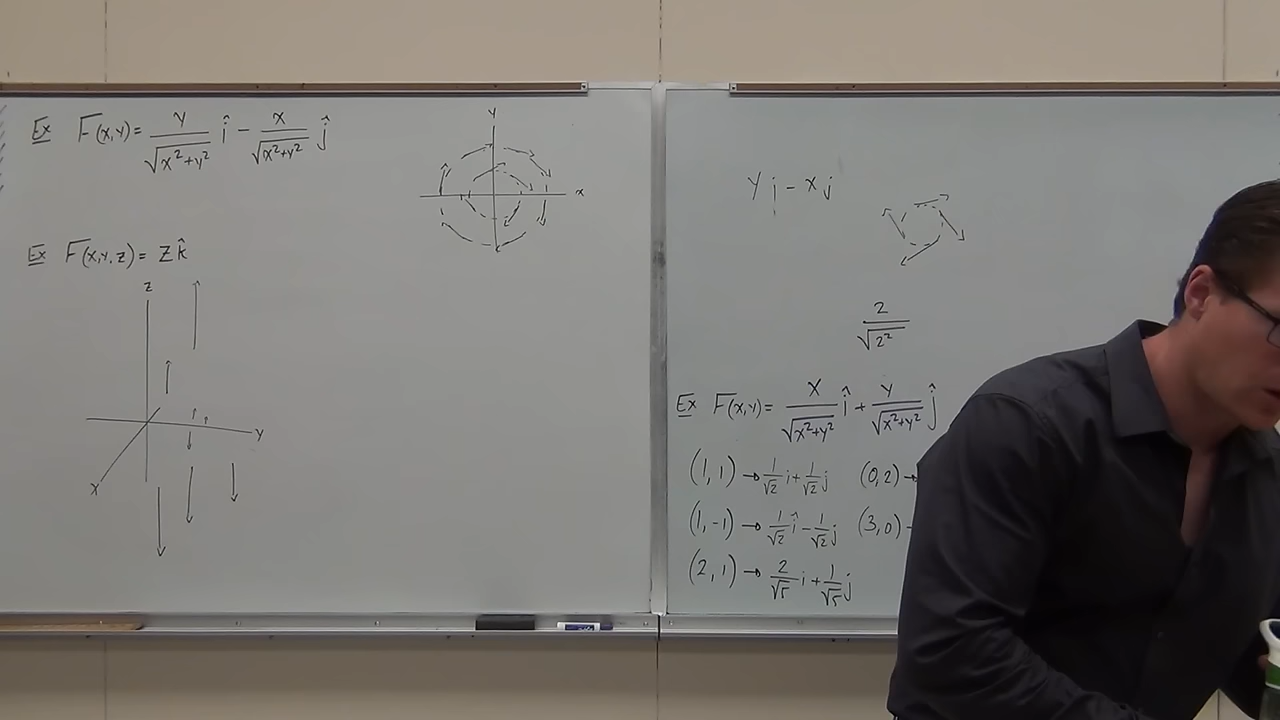 Ex F(x,y) = y/√(x²+y²) î − x/√(x²+y²) ĵ
y
x
Ex F(x,y,z) = z k̂
z
y
x
y j − x j
2/√(2²)
Ex F(x,y) = x/√(x²+y²) î + y/√(x²+y²) ĵ
(1, 1) → 1/√2 i + 1/√2 j (0, 2) →
(1, -1) → 1/√2 î − 1/√2 j (3, 0) -
(2, 1) → 2/√5 i + 1/√5 j